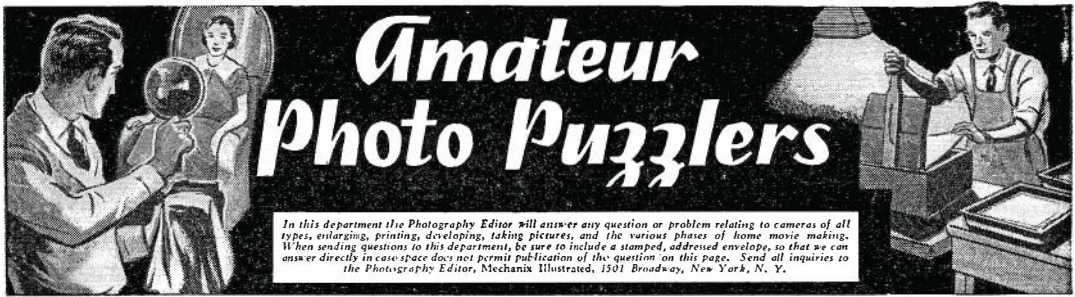 Amateur
Photo Puzzlers
In this department the Photography Editor will answer any question or problem relating to cameras of all
types, enlarging, printing, developing, taking pictures, and the various phases of home movie making.
When sending questions to this department, be sure to include a stamped, addressed envelope, so that we can
answer directly in case space does not permit publication of the question on this page. Send all inquiries to
the Photography Editor, Mechanix Illustrated, 1501 Broadway, New York, N. Y.